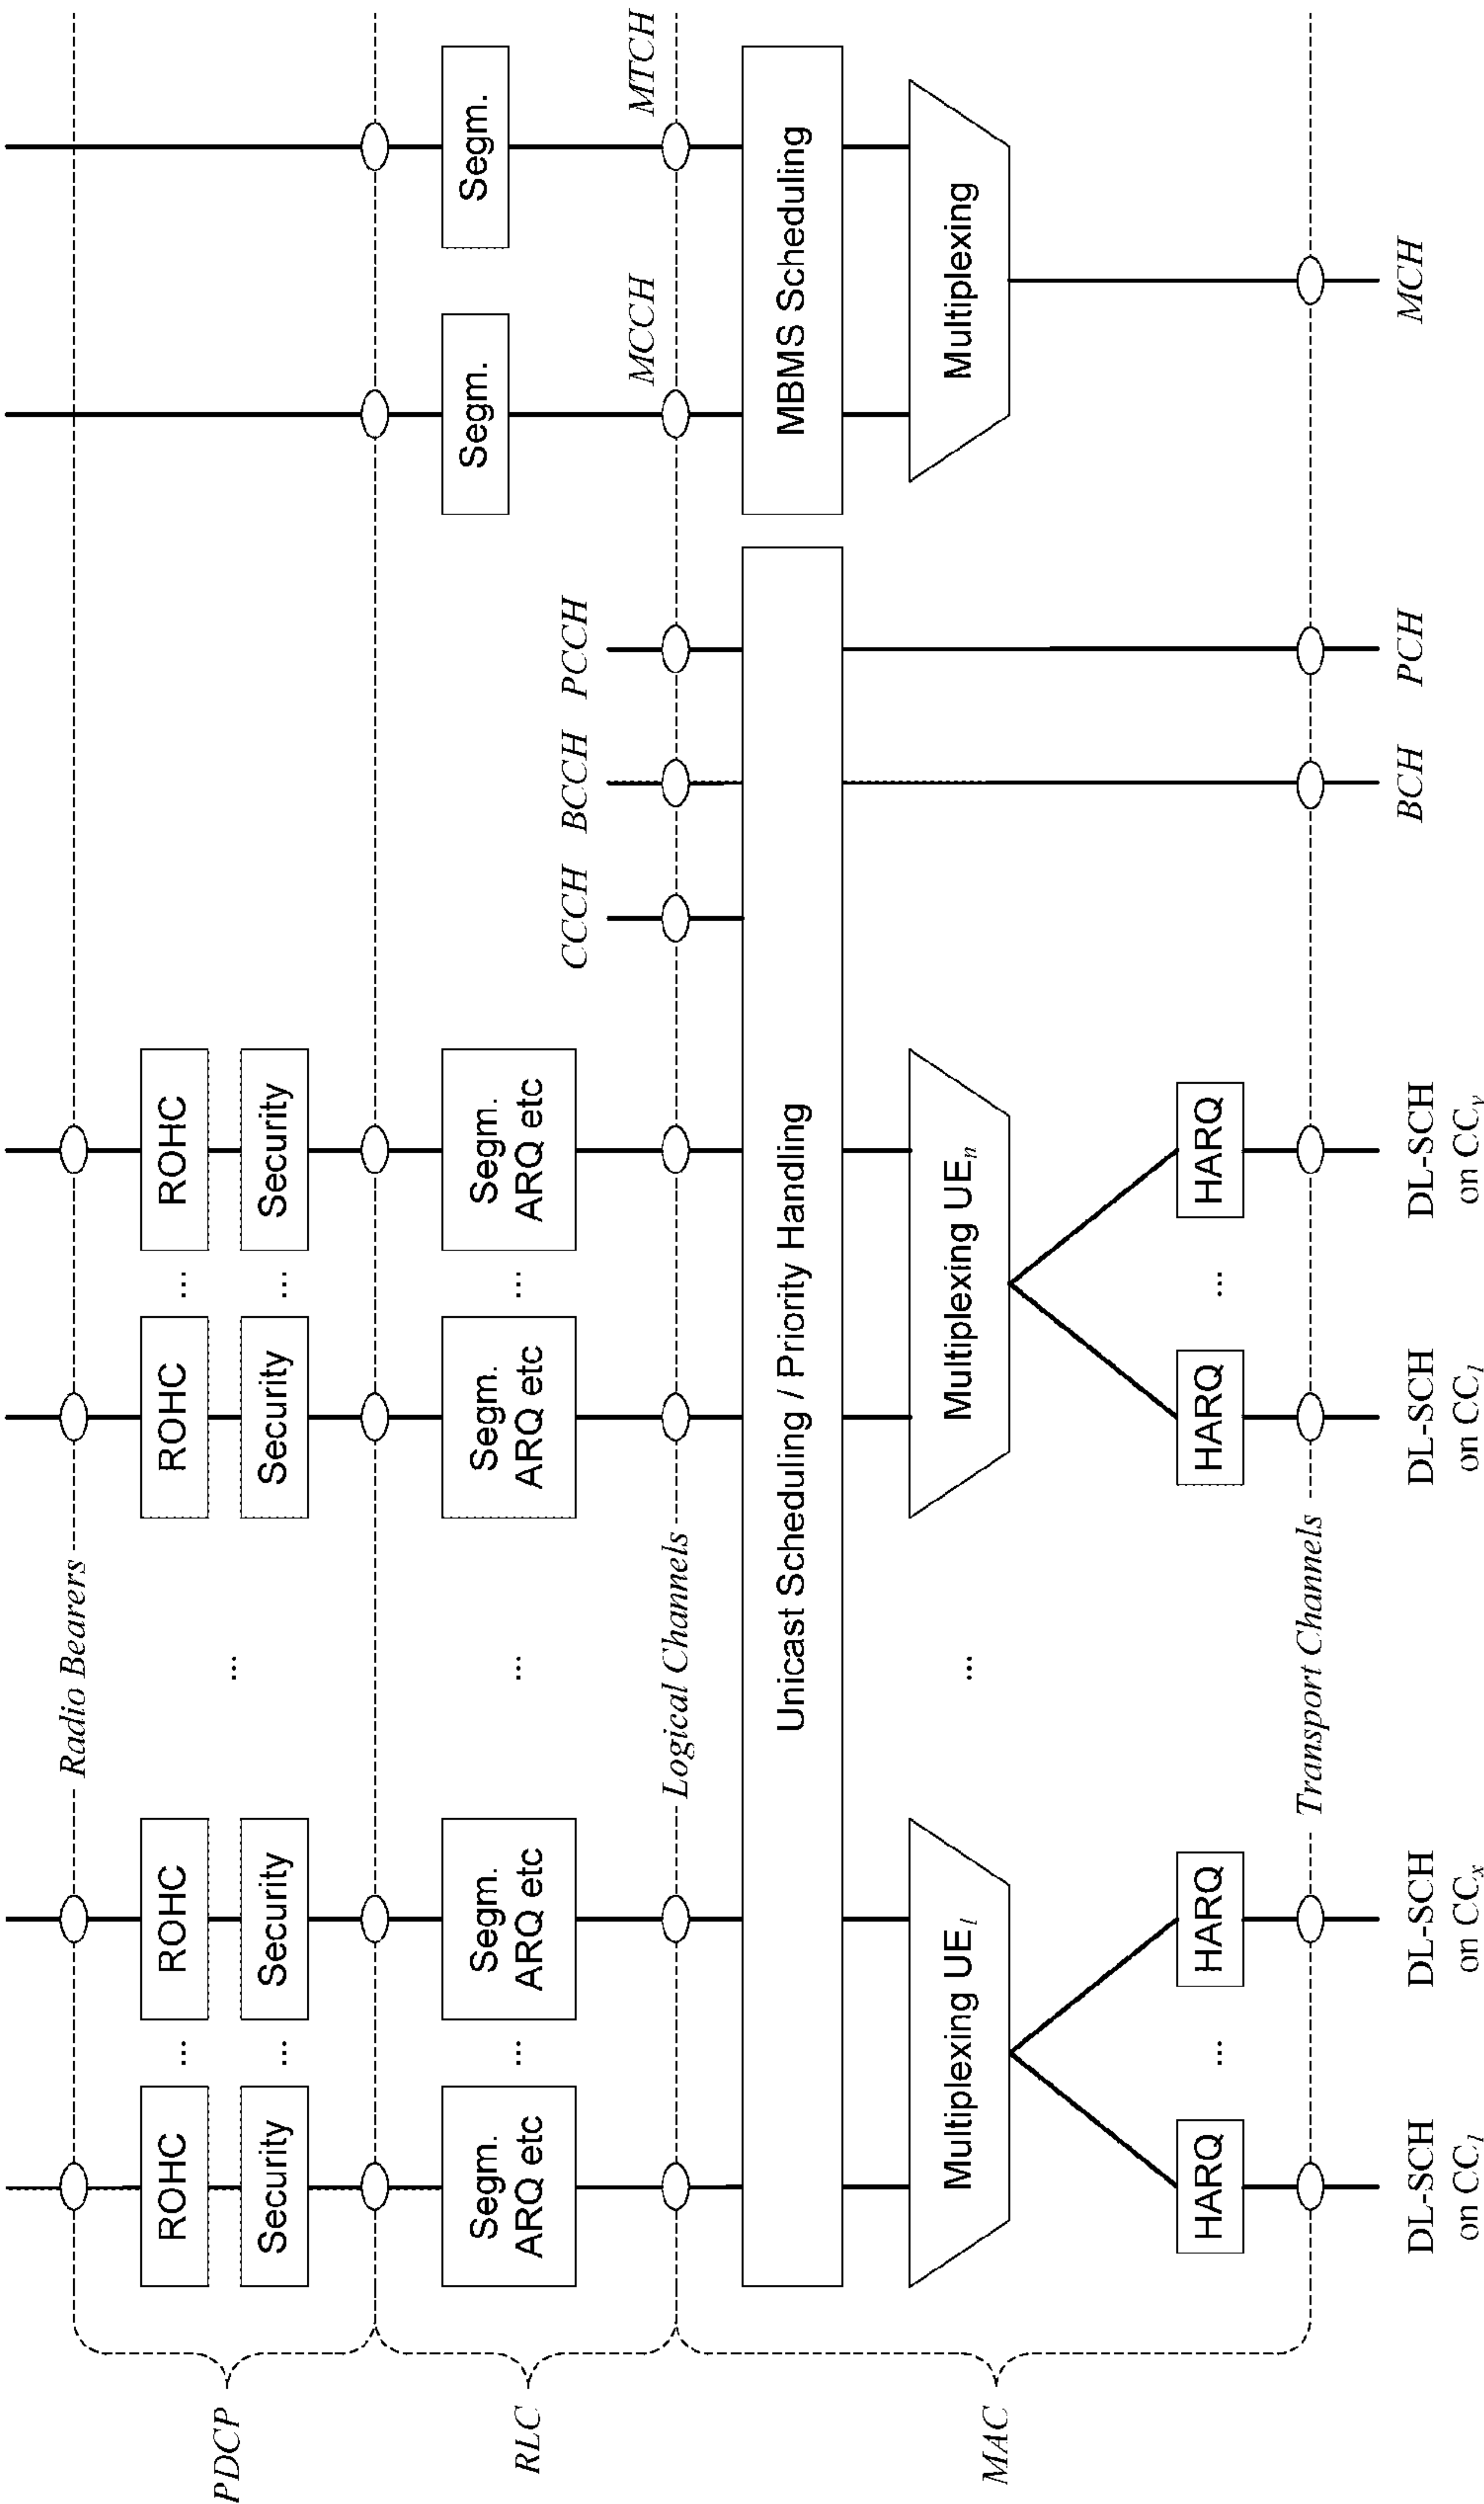 Radio Bearers
ROHC ... ROHC ROHC ... ROHC
PDCP
...
Security ... Security Security ... Security
RLC
Segm. ARQ etc
...
Segm. ARQ etc
...
Segm. ARQ etc
...
Segm. ARQ etc
Segm.
Segm.
CCCH BCCH PCCH
MCCH MTCH
Logical Channels
Unicast Scheduling / Priority Handling
MBMS Scheduling
MAC
Multiplexing UE1
...
Multiplexing UEn
Multiplexing
HARQ ... HARQ HARQ ... HARQ
Transport Channels
DL-SCH on CC1
DL-SCH on CCx
DL-SCH on CC1
DL-SCH on CCy
BCH
PCH
MCH